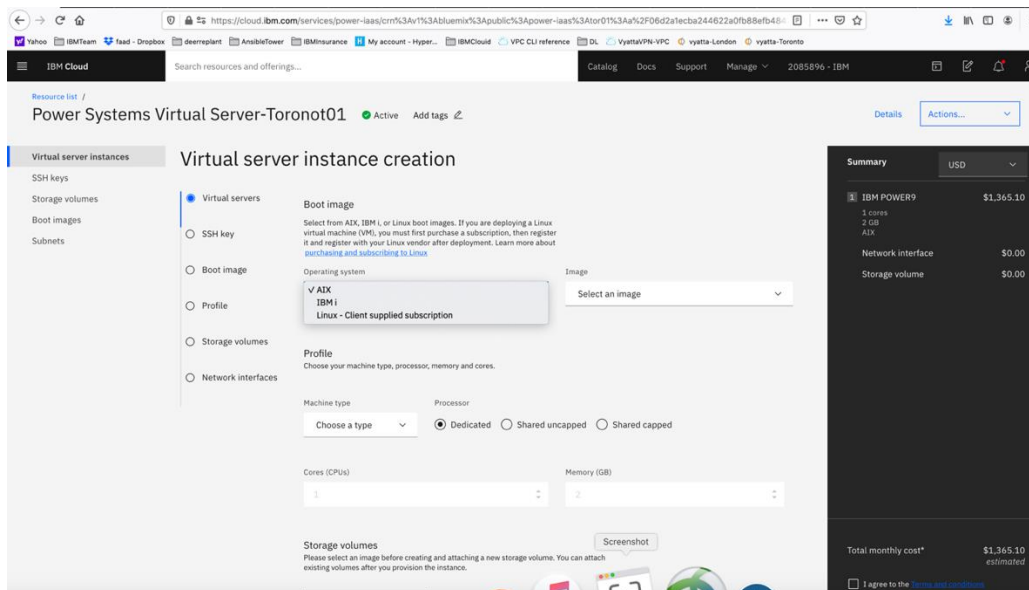 https://cloud.ibm.com/services/power-iaas/crn%3Av1%3Abluemix%3Apublic%3Apower-iaas%3Ator01%3Aa%2F06d2a1ecba244622a0fb88efb484
Yahoo IBMTeam faad - Dropbox deerreplant AnsibleTower IBMInsurance My account - Hyper... IBMClouid VPC CLI reference DL VyattaVPN-VPC vyatta-London vyatta-Toronto
IBM Cloud Search resources and offerings... Catalog Docs Support Manage 2085896 - IBM
Resource list /
Power Systems Virtual Server-Toronot01 Active Add tags Details Actions...
Virtual server instances
SSH keys
Storage volumes
Boot images
Subnets
Virtual server instance creation
Virtual servers
SSH key
Boot image
Profile
Storage volumes
Network interfaces
Boot image
Select from AIX, IBM i, or Linux boot images. If you are deploying a Linux
virtual machine (VM), you must first purchase a subscription, then register
it and register with your Linux vendor after deployment. Learn more about
purchasing and subscribing to Linux
Operating system Image
AIX
IBM i
Linux - Client supplied subscription
Select an image
Profile
Choose your machine type, processor, memory and cores.
Machine type Processor
Choose a type Dedicated Shared uncapped Shared capped
Cores (CPUs) Memory (GB)
1 2
Storage volumes
Please select an image before creating and attaching a new storage volume. You can attach
existing volumes after you provision the instance.
Screenshot
Summary USD
1 IBM POWER9 $1,365.10
1 cores
2 GB
AIX
Network interface $0.00
Storage volume $0.00
Total monthly cost* $1,365.10
estimated
I agree to the Terms and conditions